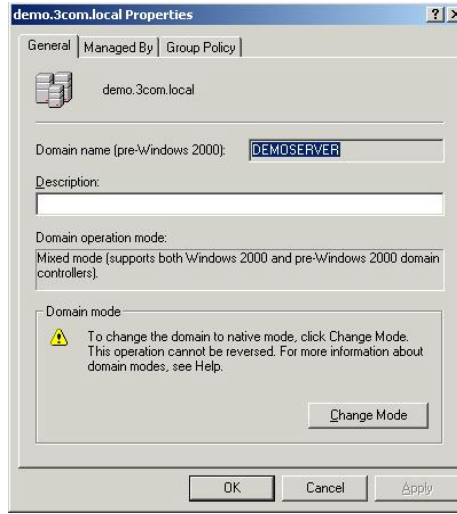 demo.3com.local Properties
General
Managed By
Group Policy
demo.3com.local
Domain name (pre-Windows 2000):
DEMOSERVER
Description:
Domain operation mode:
Mixed mode (supports both Windows 2000 and pre-Windows 2000 domain
controllers).
Domain mode
To change the domain to native mode, click Change Mode.
This operation cannot be reversed. For more information about
domain modes, see Help.
Change Mode
OK
Cancel
Apply